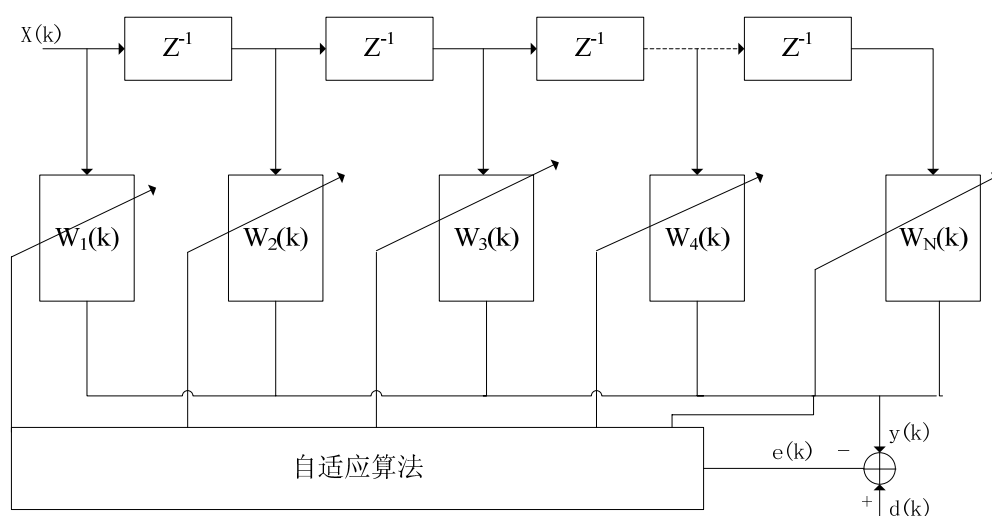 X(k)
Z⁻¹ Z⁻¹ Z⁻¹ Z⁻¹
W₁(k) W₂(k) W₃(k) W₄(k) W_N(k)
y(k)
自适应算法
e(k) −
+ d(k)